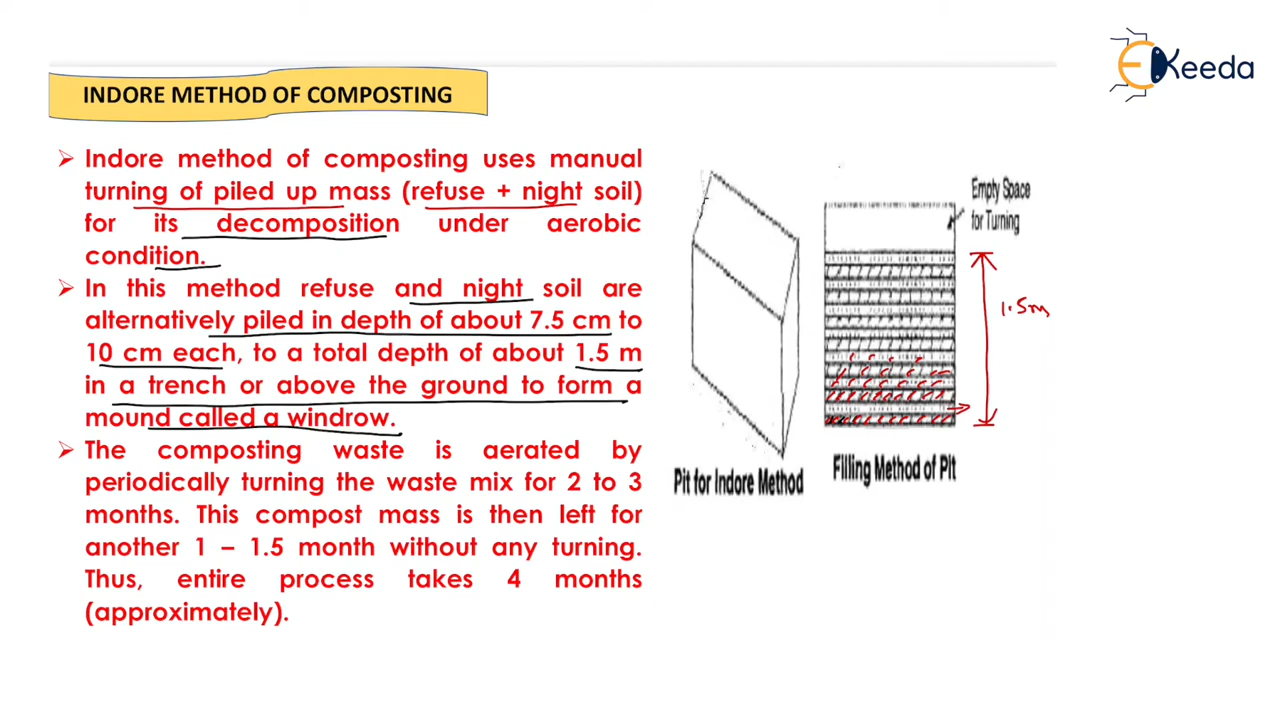 EKeeda
INDORE METHOD OF COMPOSTING
➢ Indore method of composting uses manual
turning of piled up mass (refuse + night soil)
for its decomposition under aerobic
condition.
➢ In this method refuse and night soil are
alternatively piled in depth of about 7.5 cm to
10 cm each, to a total depth of about 1.5 m
in a trench or above the ground to form a
mound called a windrow.
➢ The composting waste is aerated by
periodically turning the waste mix for 2 to 3
months. This compost mass is then left for
another 1 – 1.5 month without any turning.
Thus, entire process takes 4 months
(approximately).
Empty Space
for Turning
1.5m
Pit for Indore Method
Filling Method of Pit